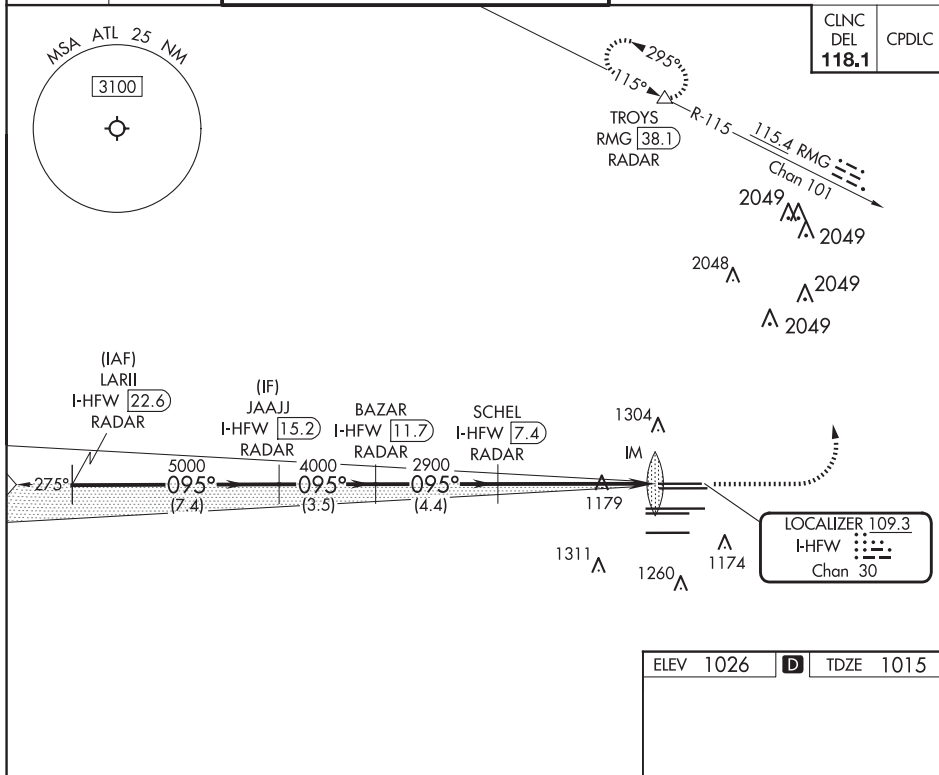 MSA ATL 25 NM
3100
CLNC
DEL
118.1
CPDLC
295°
115°
TROYS
RMG 38.1
RADAR
R-115
115.4 RMG
Chan 101
2049
2049
2048
2049
2049
(IAF)
LARII
I-HFW 22.6
RADAR
(IF)
JAAJJ
I-HFW 15.2
RADAR
BAZAR
I-HFW 11.7
RADAR
SCHEL
I-HFW 7.4
RADAR
1304
IM
275°
5000
095°
(7.4)
4000
095°
(3.5)
2900
095°
(4.4)
1179
1311
1260
1174
LOCALIZER 109.3
I-HFW
Chan 30
ELEV 1026 D TDZE 1015